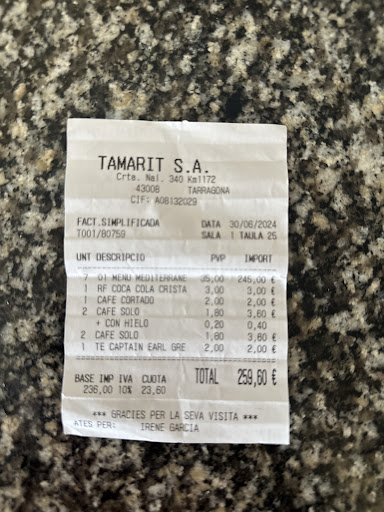 TAMARIT S.A.
Crte. Nal. 340 Km1172
43008 TARRAGONA
CIF: A08132029
FACT.SIMPLIFICADA DATA 30/06/2024
T001/80759 SALA 1 TAULA 25
UNT DESCRIPCIO PVP IMPORT
7 01 MENU MEDITERRANE 35,00 245,00 €
1 RF COCA COLA CRISTA 3,00 3,00 €
1 CAFE CORTADO 2,00 2,00 €
2 CAFE SOLO 1,80 3,60 €
+ CON HIELO 0,20 0,40
2 CAFE SOLO 1,80 3,60 €
1 TE CAPTAIN EARL GRE 2,00 2,00 €
BASE IMP IVA CUOTA TOTAL 259,60 €
236,00 10% 23,60
*** GRACIES PER LA SEVA VISITA ***
ATES PER: IRENE GARCIA